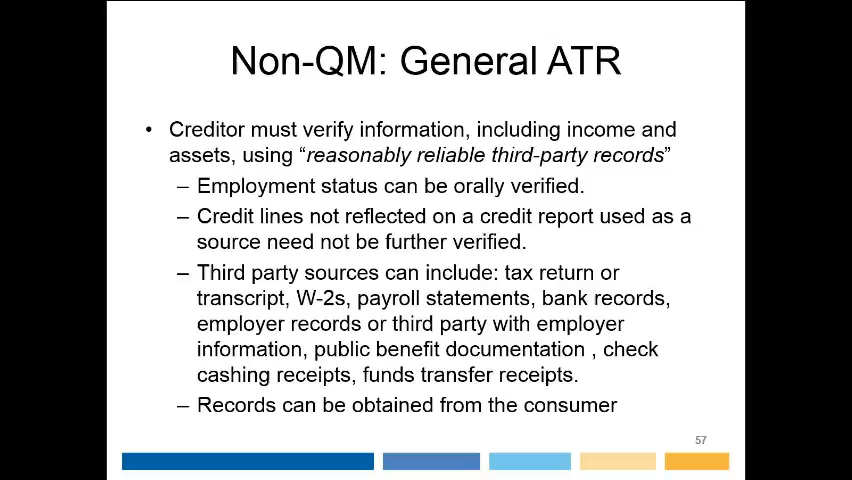 Non-QM: General ATR
• Creditor must verify information, including income and
assets, using “reasonably reliable third-party records”
– Employment status can be orally verified.
– Credit lines not reflected on a credit report used as a
source need not be further verified.
– Third party sources can include: tax return or
transcript, W-2s, payroll statements, bank records,
employer records or third party with employer
information, public benefit documentation , check
cashing receipts, funds transfer receipts.
– Records can be obtained from the consumer
57